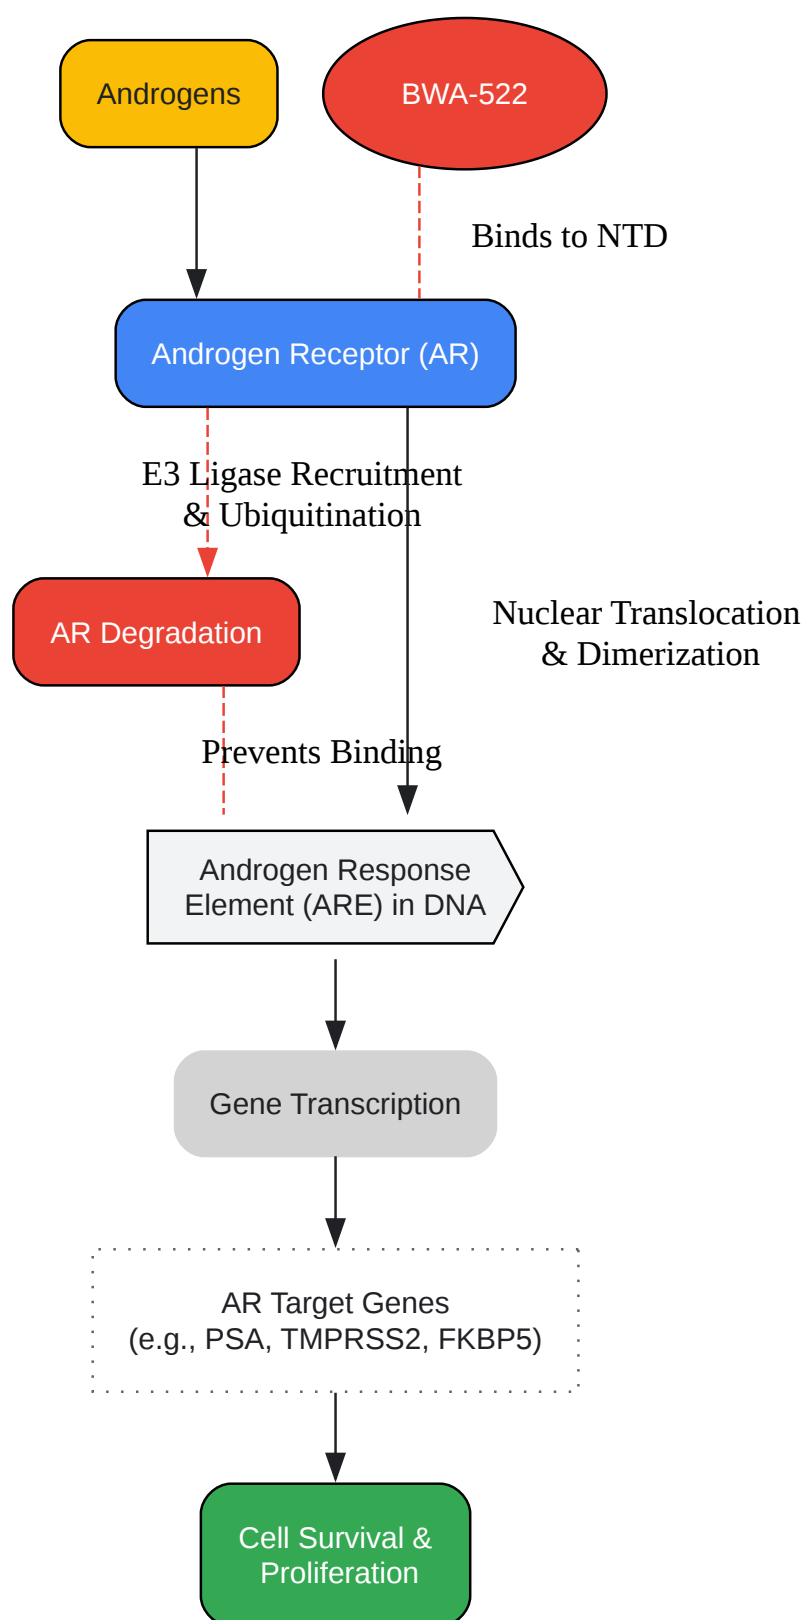 Androgens
BWA-522
Binds to NTD
Androgen Receptor (AR)
E3 Ligase Recruitment
& Ubiquitination
AR Degradation
Nuclear Translocation
& Dimerization
Prevents Binding
Androgen Response
Element (ARE) in DNA
Gene Transcription
AR Target Genes
(e.g., PSA, TMPRSS2, FKBP5)
Cell Survival &
Proliferation